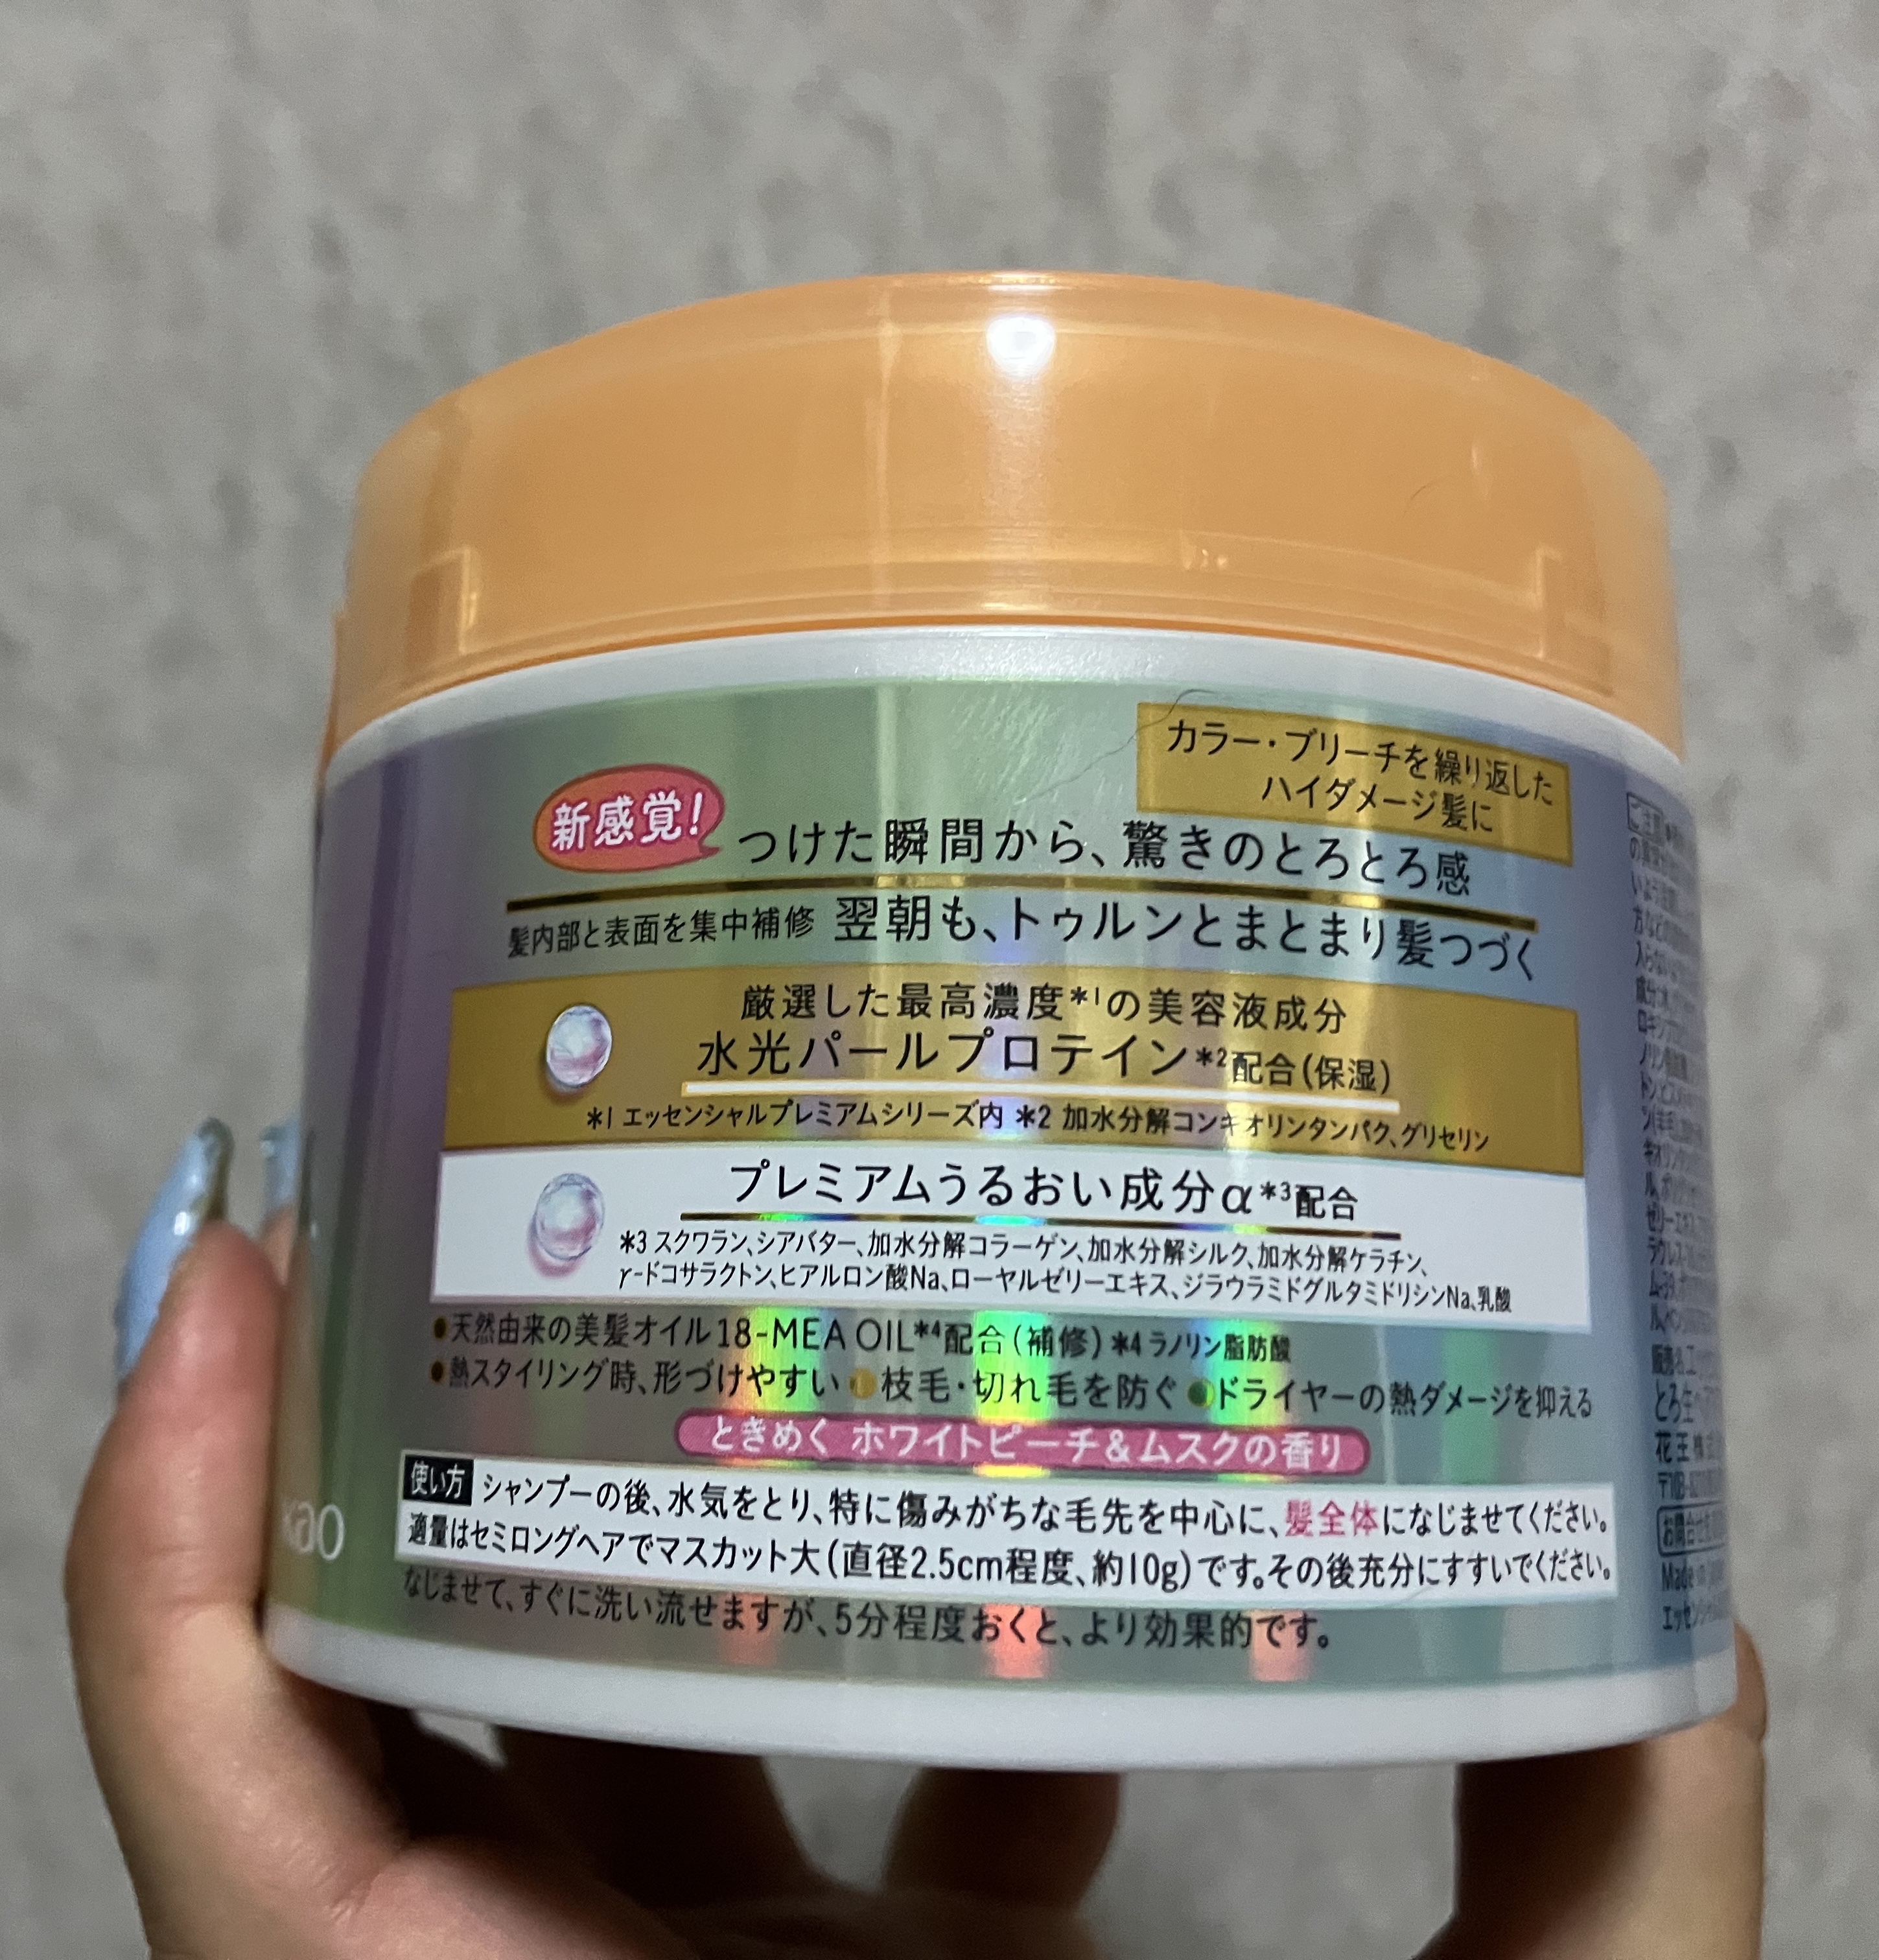 カラー・ブリーチを繰り返した
ハイダメージ髪に
新感覚!
つけた瞬間から、驚きのとろとろ感
髪内部と表面を集中補修 翌朝も、トゥルンとまとまり髪つづく
厳選した最高濃度*1の美容液成分
水光パールプロテイン*2配合(保湿)
*1 エッセンシャルプレミアムシリーズ内 *2 加水分解コンキオリンタンパク、グリセリン
プレミアムうるおい成分α*3配合
*3 スクワラン、シアバター、加水分解コラーゲン、加水分解シルク、加水分解ケラチン、
γ-ドコサラクトン、ヒアルロン酸Na、ローヤルゼリーエキス、ジラウラミドグルタミドリシンNa、乳酸
●天然由来の美髪オイル18-MEA OIL*4配合(補修) *4 ラノリン脂肪酸
●熱スタイリング時、形づけやすい ●枝毛・切れ毛を防ぐ ●ドライヤーの熱ダメージを抑える
ときめく ホワイトピーチ&ムスクの香り
使い方 シャンプーの後、水気をとり、特に傷みがちな毛先を中心に、髪全体になじませてください。
適量はセミロングヘアでマスカット大(直径2.5cm程度、約10g)です。その後充分にすすいでください。
なじませて、すぐに洗い流せますが、5分程度おくと、より効果的です。
kao
ご注意
花王株
Made in